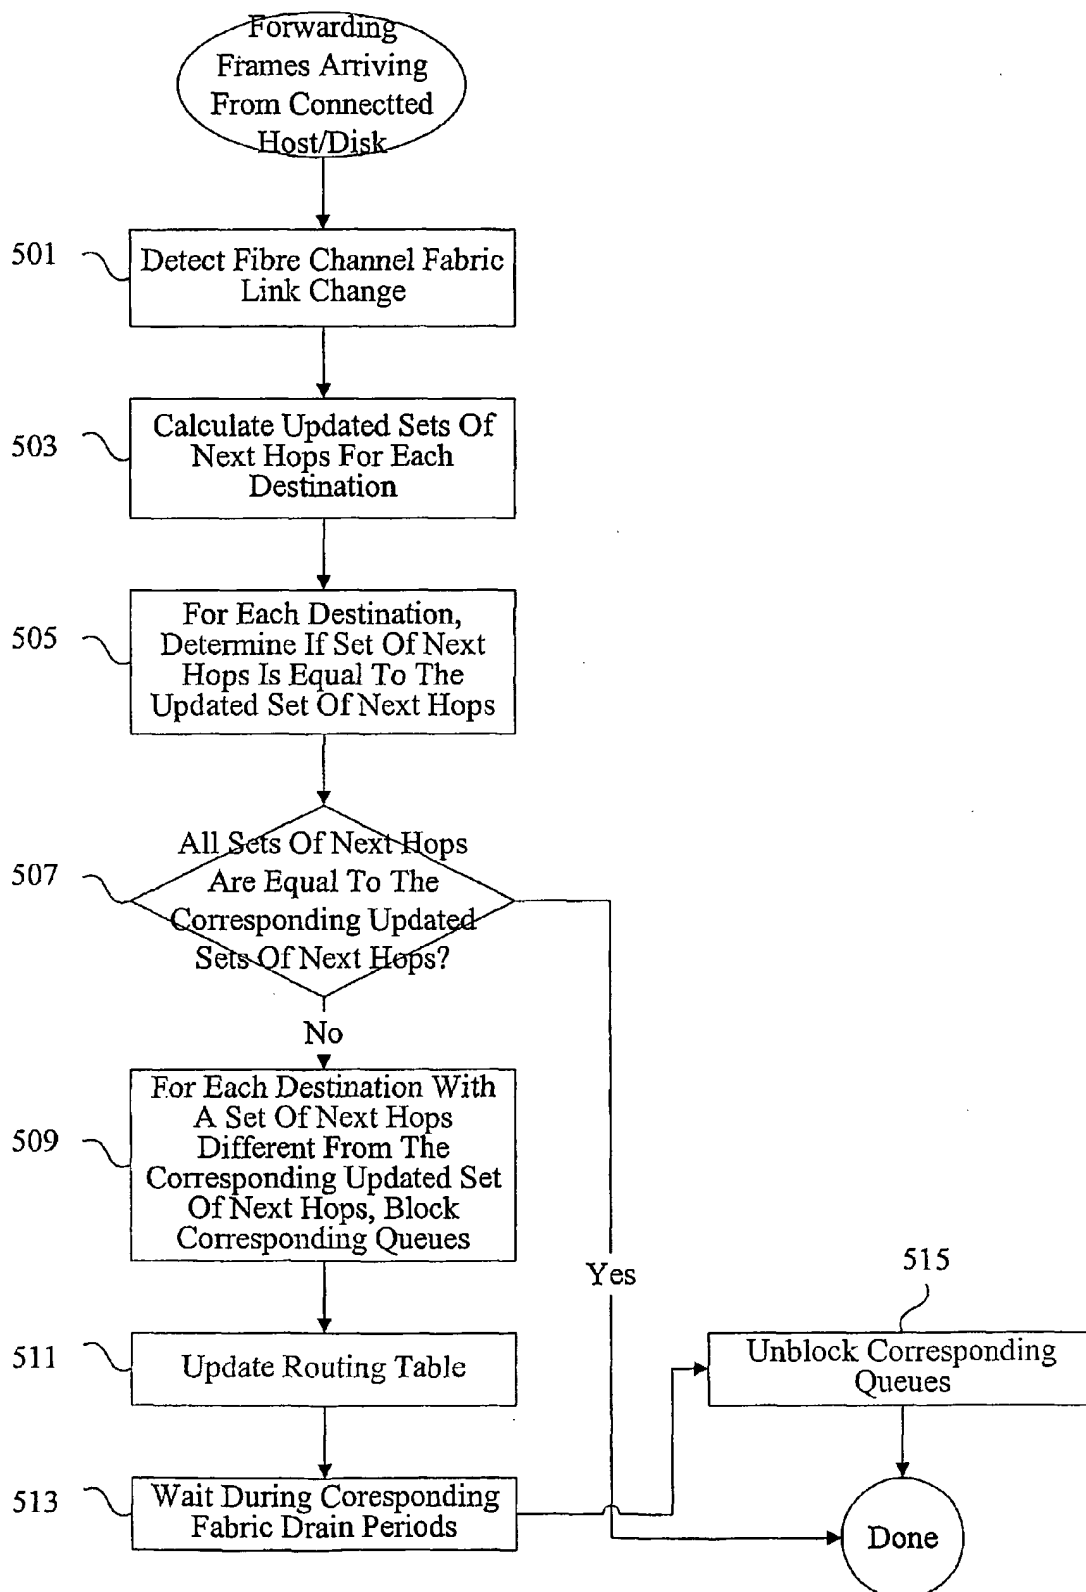 Forwarding
Frames Arriving
From Connectted
Host/Disk
501
Detect Fibre Channel Fabric
Link Change
503
Calculate Updated Sets Of
Next Hops For Each
Destination
505
For Each Destination,
Determine If Set Of Next
Hops Is Equal To The
Updated Set Of Next Hops
507
All Sets Of Next Hops
Are Equal To The
Corresponding Updated
Sets Of Next Hops?
No
509
For Each Destination With
A Set Of Next Hops
Different From The
Corresponding Updated Set
Of Next Hops, Block
Corresponding Queues
Yes
511
Update Routing Table
513
Wait During Coresponding
Fabric Drain Periods
515
Unblock Corresponding
Queues
Done